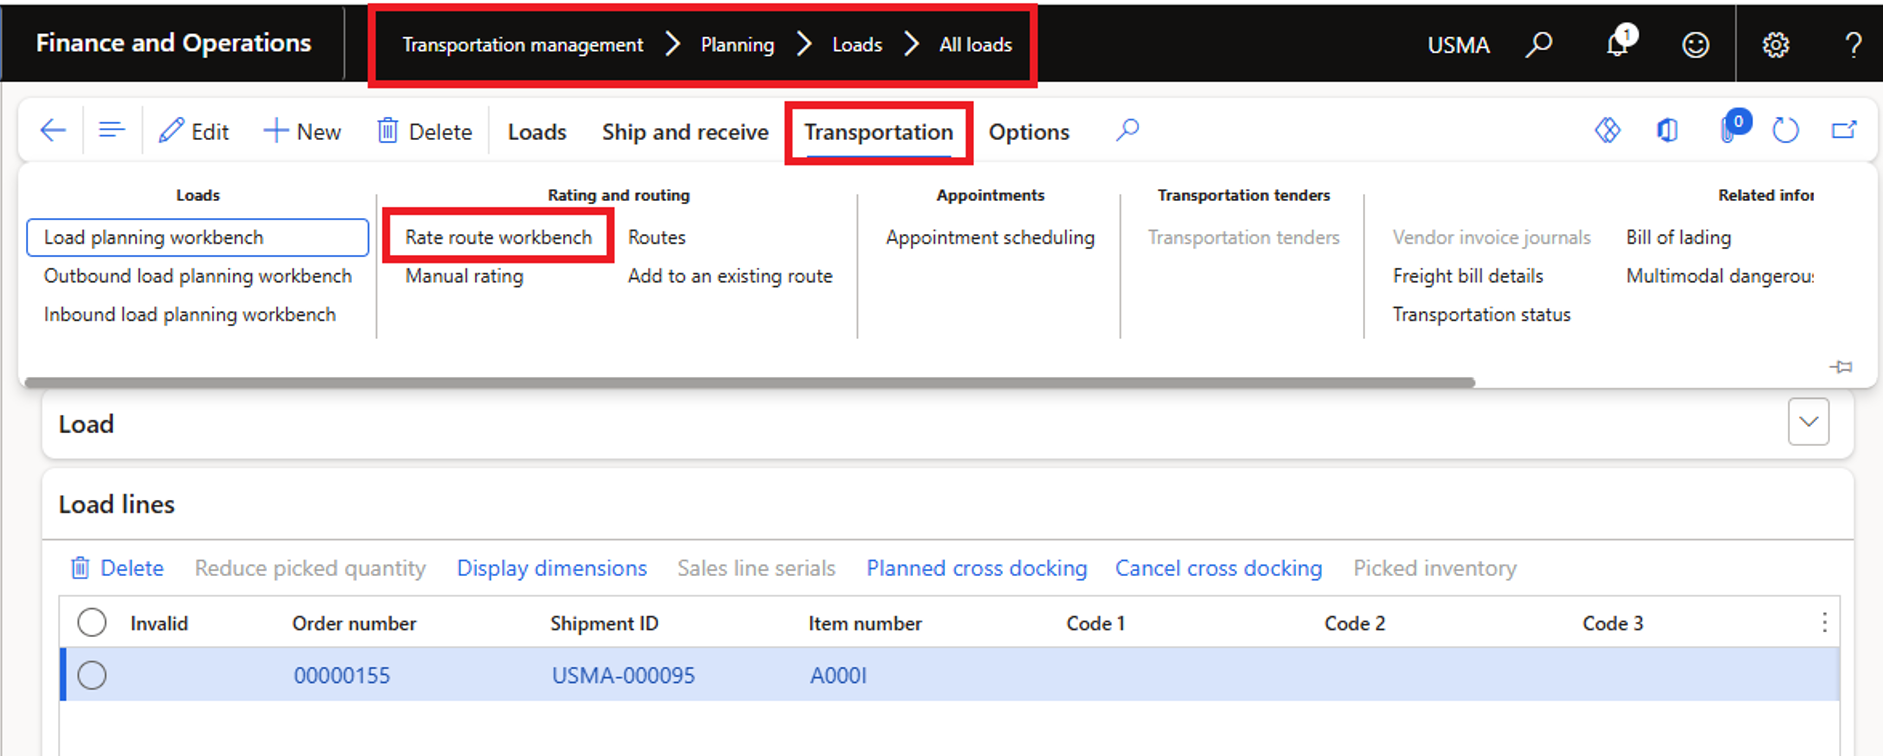 Finance and Operations
Transportation management > Planning > Loads > All loads
USMA
1
?
Edit
New
Delete
Loads
Ship and receive
Transportation
Options
0
Loads
Load planning workbench
Outbound load planning workbench
Inbound load planning workbench
Rating and routing
Rate route workbench
Routes
Manual rating
Add to an existing route
Appointments
Appointment scheduling
Transportation tenders
Transportation tenders
Related infor
Vendor invoice journals
Bill of lading
Freight bill details
Multimodal dangerous
Transportation status
Load
Load lines
Delete
Reduce picked quantity
Display dimensions
Sales line serials
Planned cross docking
Cancel cross docking
Picked inventory
Invalid
Order number
Shipment ID
Item number
Code 1
Code 2
Code 3
00000155
USMA-000095